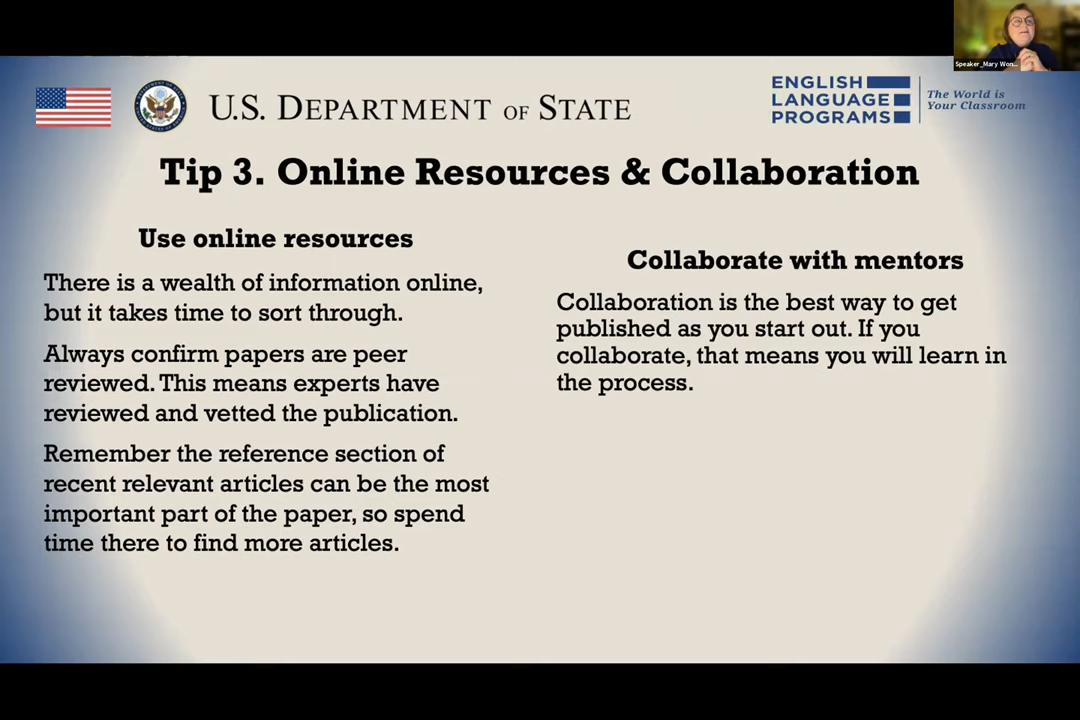 Speaker_Mary Won...
U.S. DEPARTMENT OF STATE
ENGLISH
LANGUAGE
PROGRAMS
The World is
Your Classroom
Tip 3. Online Resources & Collaboration
Use online resources
There is a wealth of information online,
but it takes time to sort through.
Always confirm papers are peer
reviewed. This means experts have
reviewed and vetted the publication.
Remember the reference section of
recent relevant articles can be the most
important part of the paper, so spend
time there to find more articles.
Collaborate with mentors
Collaboration is the best way to get
published as you start out. If you
collaborate, that means you will learn in
the process.